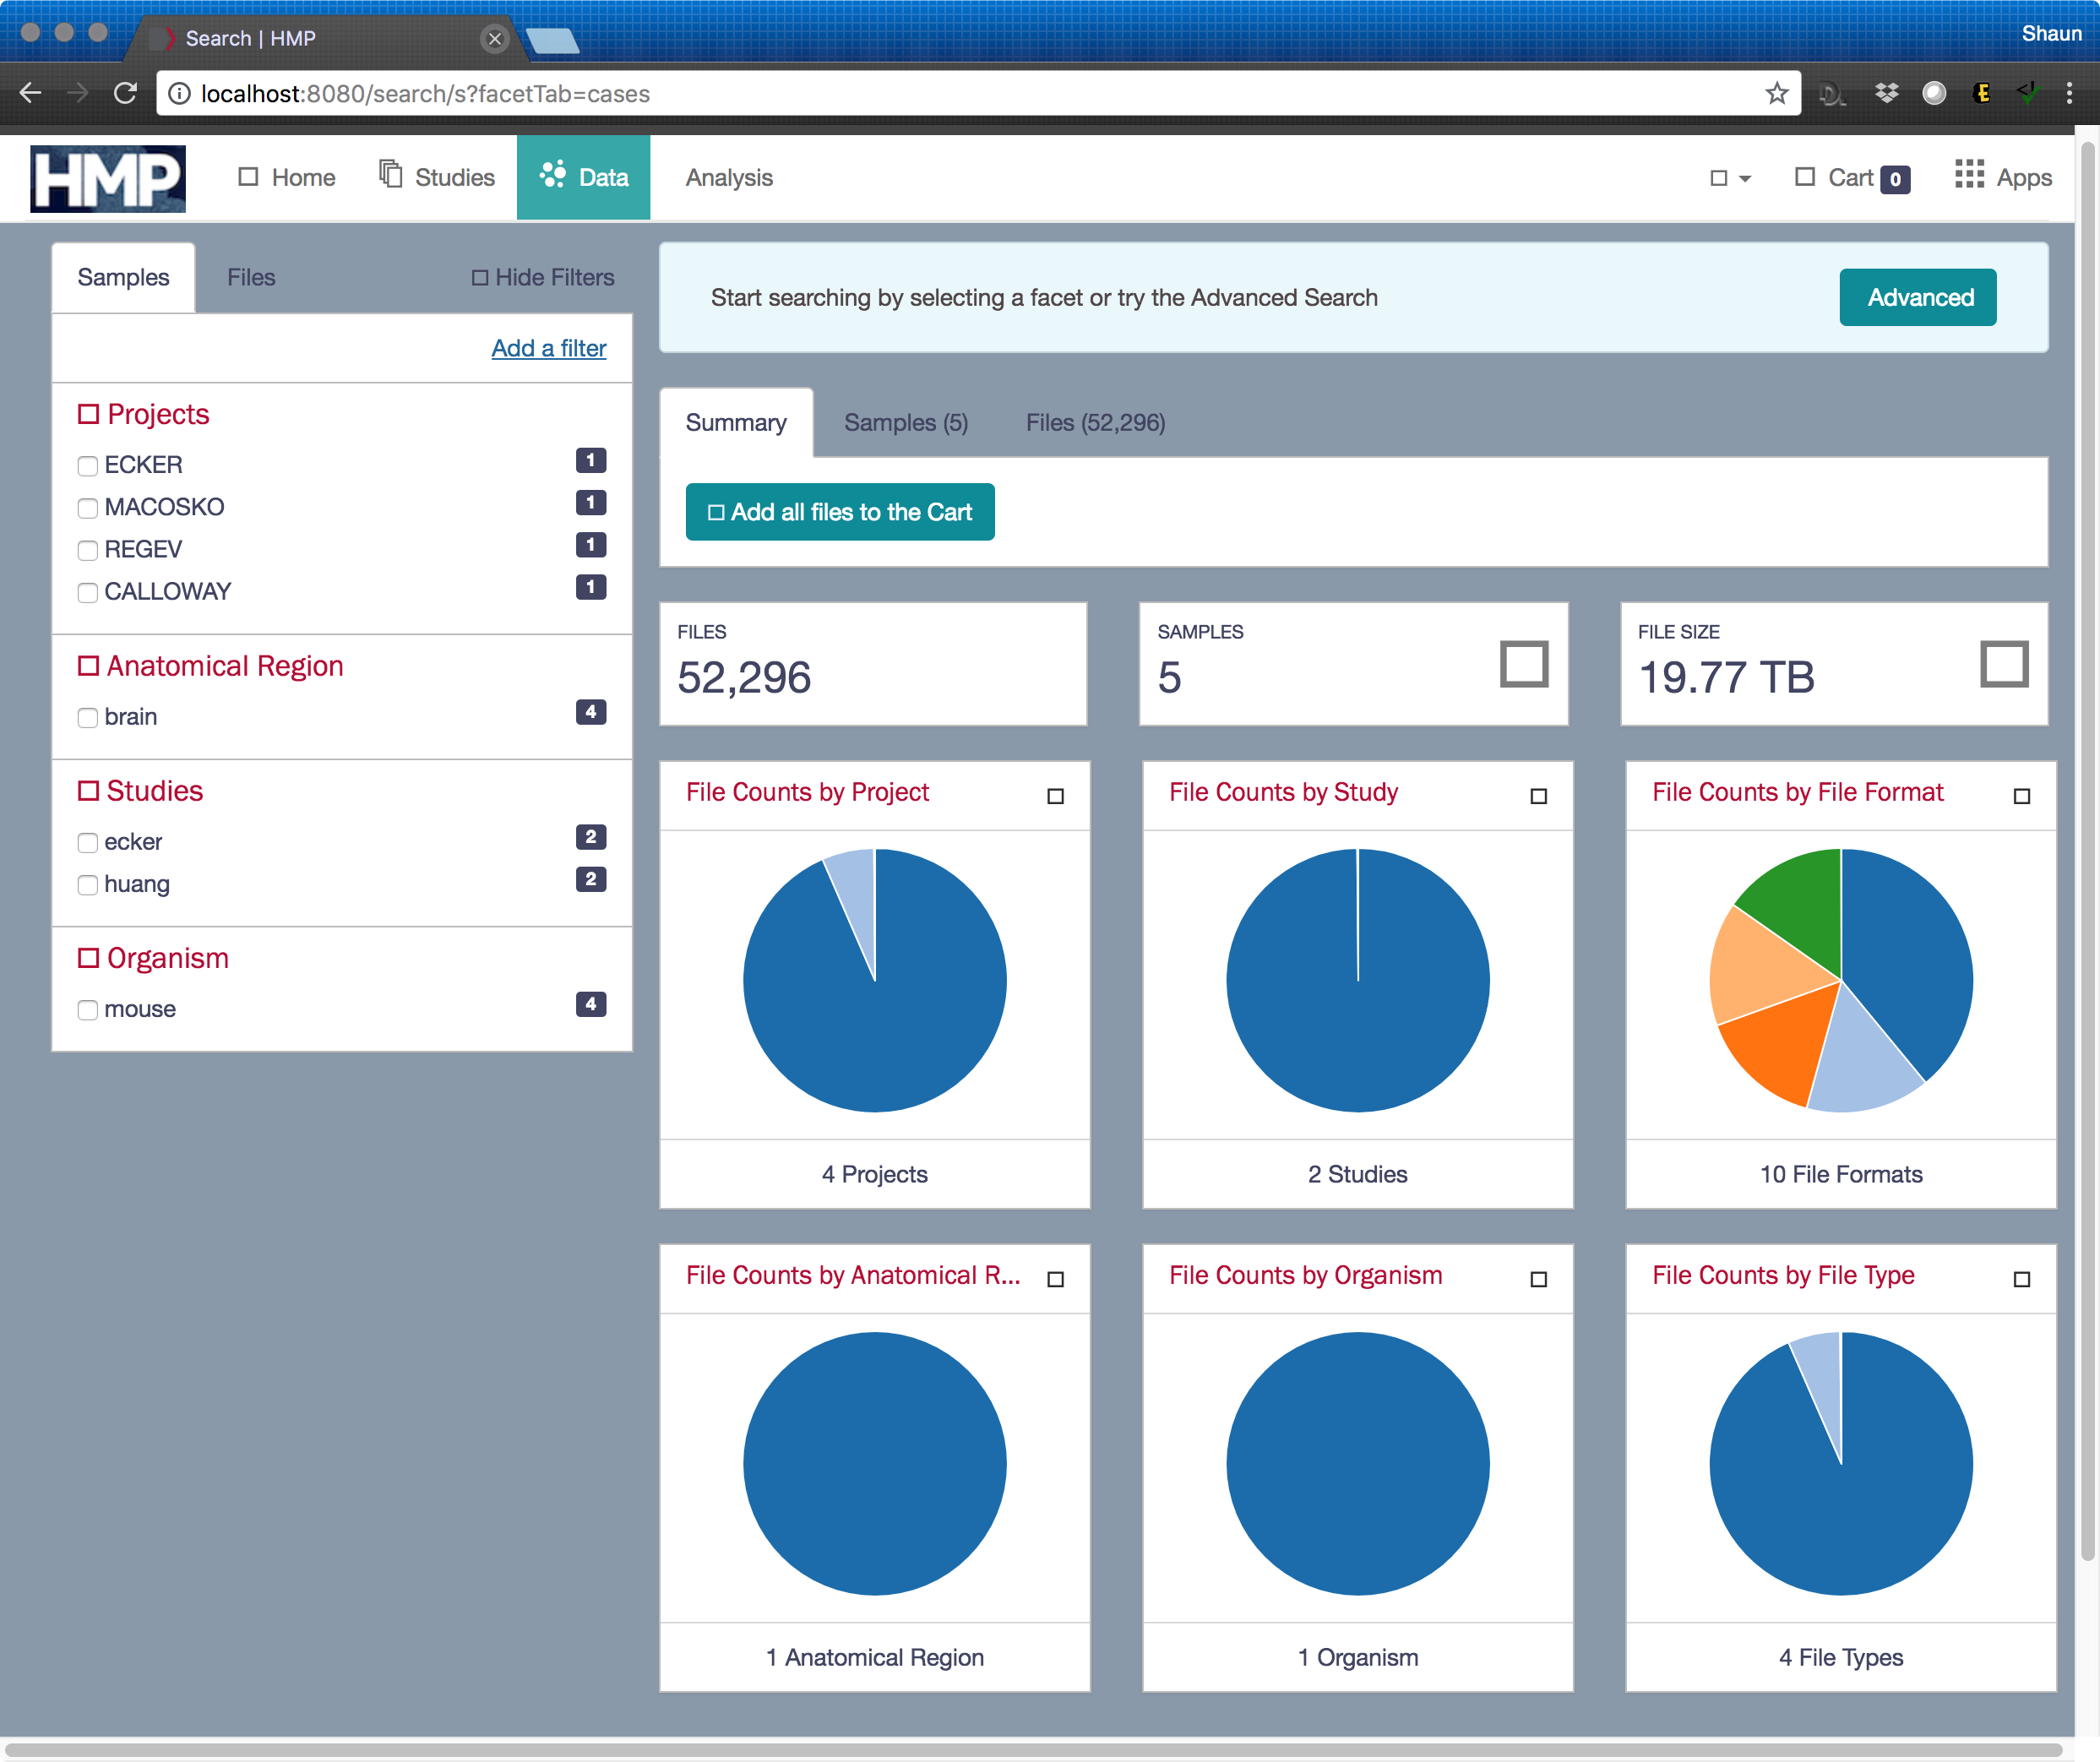 Search | HMP
Shaun
localhost:8080/search/s?facetTab=cases
HMP
Home
Studies
Data
Analysis
Cart 0
Apps
Samples
Files
Hide Filters
Add a filter
Projects
ECKER 1
MACOSKO 1
REGEV 1
CALLOWAY 1
Anatomical Region
brain 4
Studies
ecker 2
huang 2
Organism
mouse 4
Start searching by selecting a facet or try the Advanced Search
Advanced
Summary
Samples (5)
Files (52,296)
Add all files to the Cart
FILES
52,296
SAMPLES
5
FILE SIZE
19.77 TB
File Counts by Project
4 Projects
File Counts by Study
2 Studies
File Counts by File Format
10 File Formats
File Counts by Anatomical R...
1 Anatomical Region
File Counts by Organism
1 Organism
File Counts by File Type
4 File Types